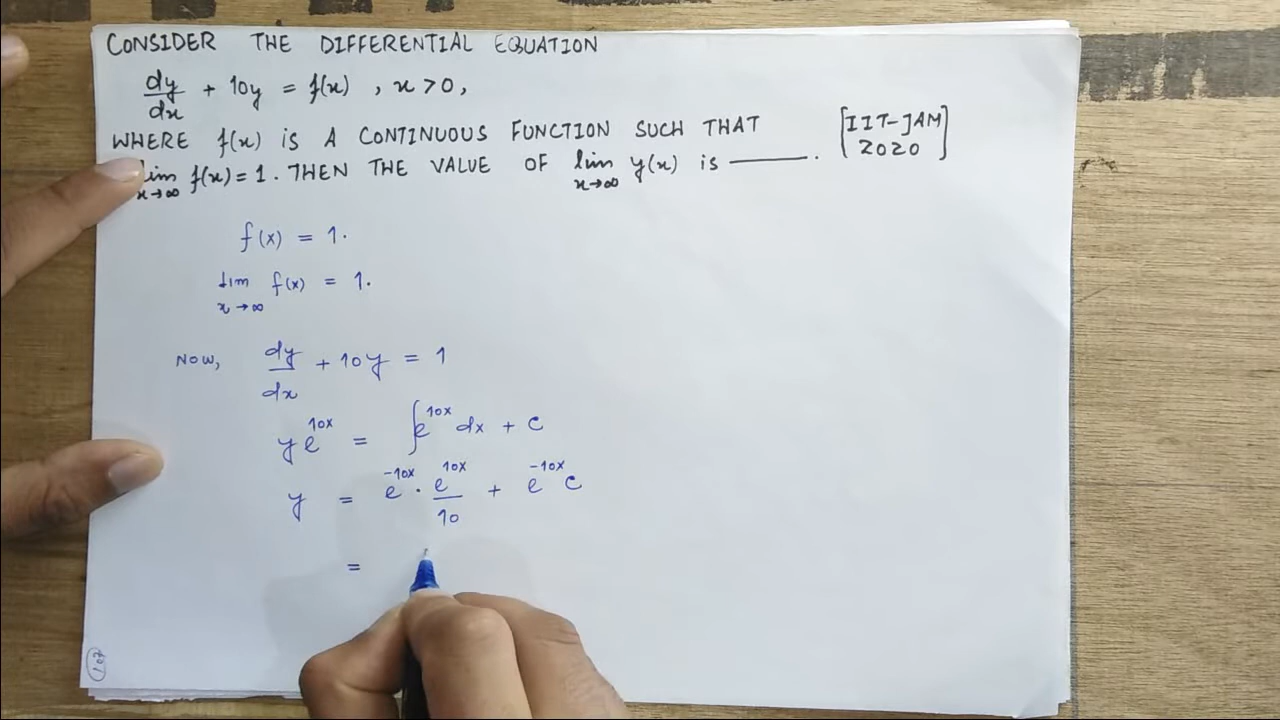 CONSIDER THE DIFFERENTIAL EQUATION
dy/dx + 10y = f(x) , x > 0,
WHERE f(x) IS A CONTINUOUS FUNCTION SUCH THAT [IIT-JAM 2020]
lim x→∞ f(x) = 1. THEN THE VALUE OF lim x→∞ y(x) is ———.
f(x) = 1.
lim x→∞ f(x) = 1.
NOW, dy/dx + 10y = 1
y e^10x = ∫e^10x dx + c
y = e^-10x · e^10x/10 + e^-10x c
=
107